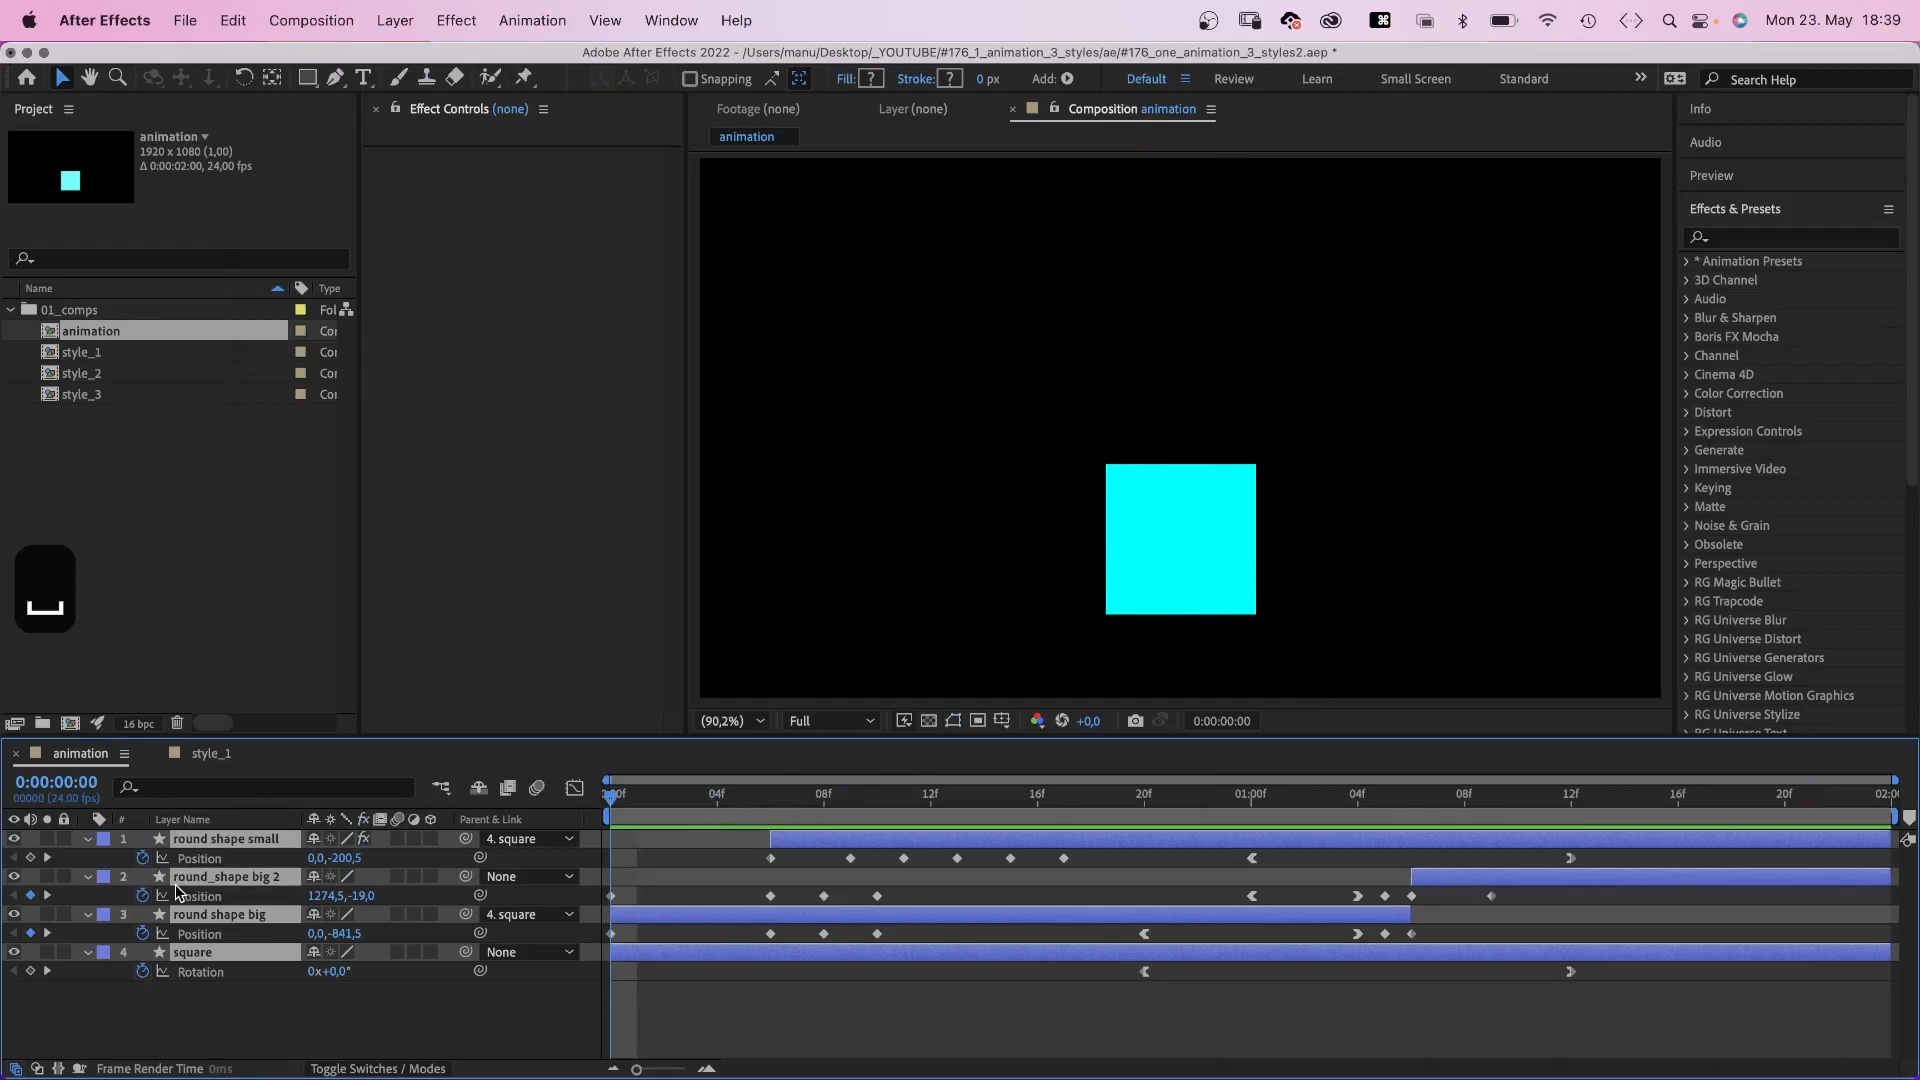 After Effects File Edit Composition Layer Effect Animation View Window Help Mon 23. May 18:39
Adobe After Effects 2022 - /Users/manu/Desktop/_YOUTUBE/#176_1_animation_3_styles/ae/#176_one_animation_3_styles2.aep *
Snapping Fill: ? Stroke: ? 0 px Add: Default Review Learn Small Screen Standard Search Help
Project Effect Controls (none) Footage (none) Layer (none) Composition animation Info
animation
animation
1920 x 1080 (1,00)
Δ 0:00:02:00, 24,00 fps
Audio
Preview
Effects & Presets
Name Type
01_comps Fol
animation Cor
style_1 Cor
style_2 Cor
style_3 Cor
* Animation Presets
3D Channel
Audio
Blur & Sharpen
Boris FX Mocha
Channel
Cinema 4D
Color Correction
Distort
Expression Controls
Generate
Immersive Video
Keying
Matte
Noise & Grain
Obsolete
Perspective
RG Magic Bullet
RG Trapcode
RG Universe Blur
RG Universe Distort
RG Universe Generators
RG Universe Glow
RG Universe Motion Graphics
RG Universe Stylize
RG Universe Text
16 bpc (90,2%) Full +0,0 0:00:00:00
animation style_1
0:00:00:00
00000 (24.00 fps)
04f 08f 12f 16f 20f 01:00f 04f 08f 12f 16f 20f
# Layer Name fx Parent & Link
1 round shape small fx 4. square
Position 0,0,-200,5
2 round_shape big 2 None
Position 1274,5,-19,0
3 round shape big 4. square
Position 0,0,-841,5
4 square None
Rotation 0x+0,0°
Frame Render Time 0ms Toggle Switches / Modes